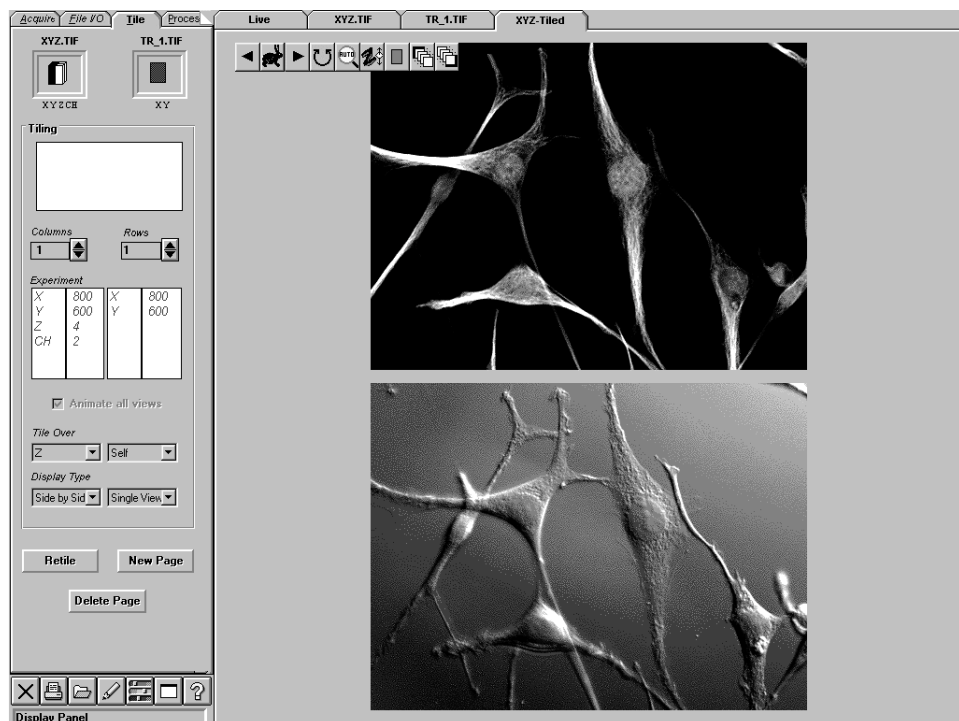 Acquire File I/O Tile Proces
Live XYZ.TIF TR_1.TIF XYZ-Tiled
XYZ.TIF TR_1.TIF
AUTO
XYZCH XY
Tiling
Columns Rows
1 1
Experiment
X 800 X 800
Y 600 Y 600
Z 4
CH 2
Animate all views
Tile Over
Z Self
Display Type
Side by Sid Single View
Retile New Page
Delete Page
Display Panel